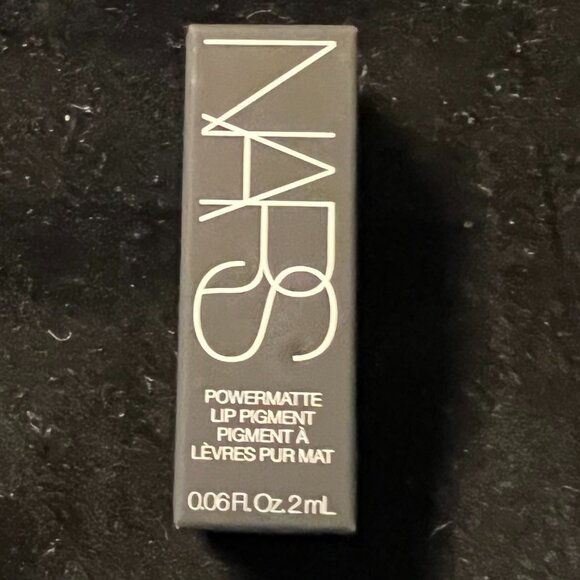 NARS
POWERMATTE
LIP PIGMENT
PIGMENT À
LÈVRES PUR MAT
0.06 Fl. Oz. 2 mL